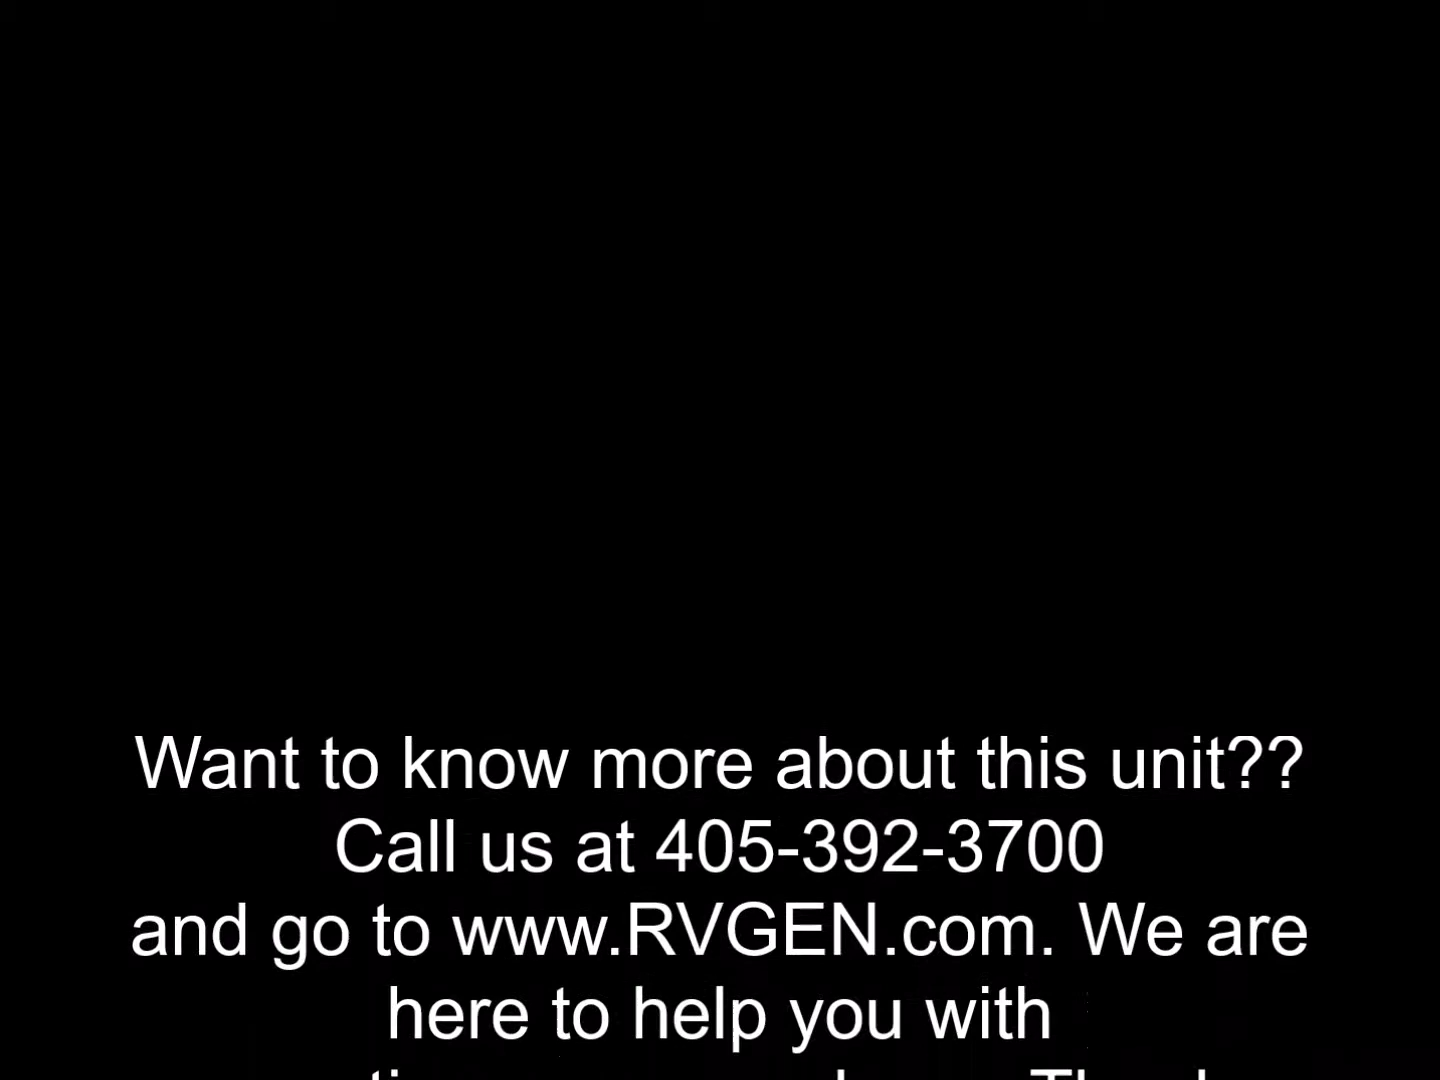 Want to know more about this unit??
Call us at 405-392-3700
and go to www.RVGEN.com. We are
here to help you with